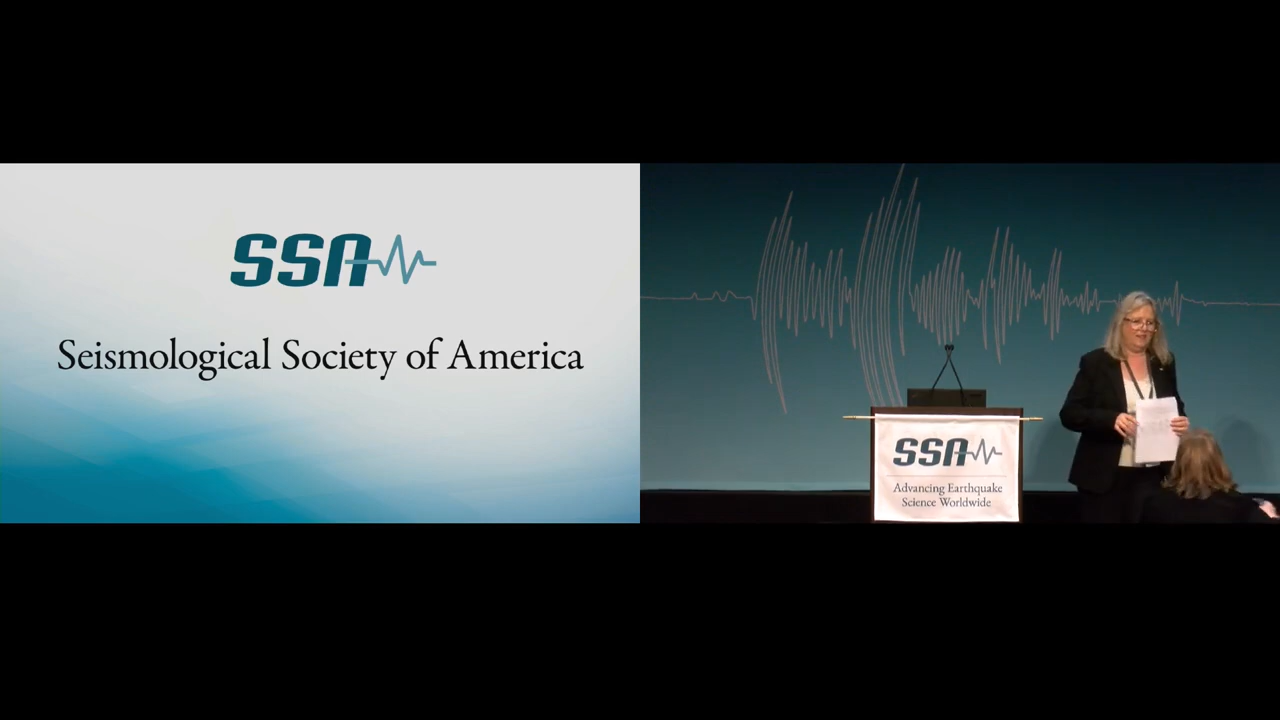 SSA
Seismological Society of America
SSA
Advancing Earthquake
Science Worldwide